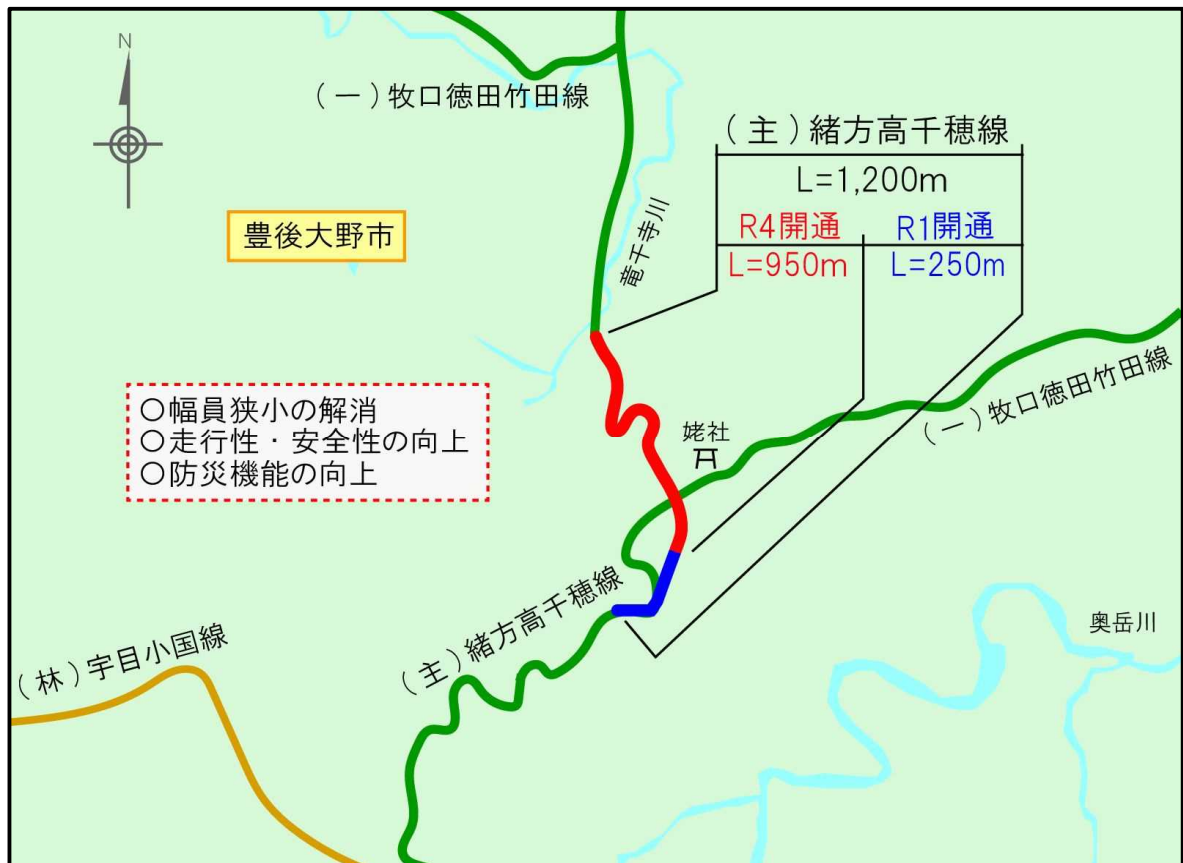 N
(一)牧口徳田竹田線
(主)緒方高千穂線
L=1,200m
R4開通
R1開通
L=950m
L=250m
豊後大野市
竜千寺川
○幅員狭小の解消
○走行性・安全性の向上
○防災機能の向上
姥社
(一)牧口徳田竹田線
(主)緒方高千穂線
奥岳川
(林)宇目小国線